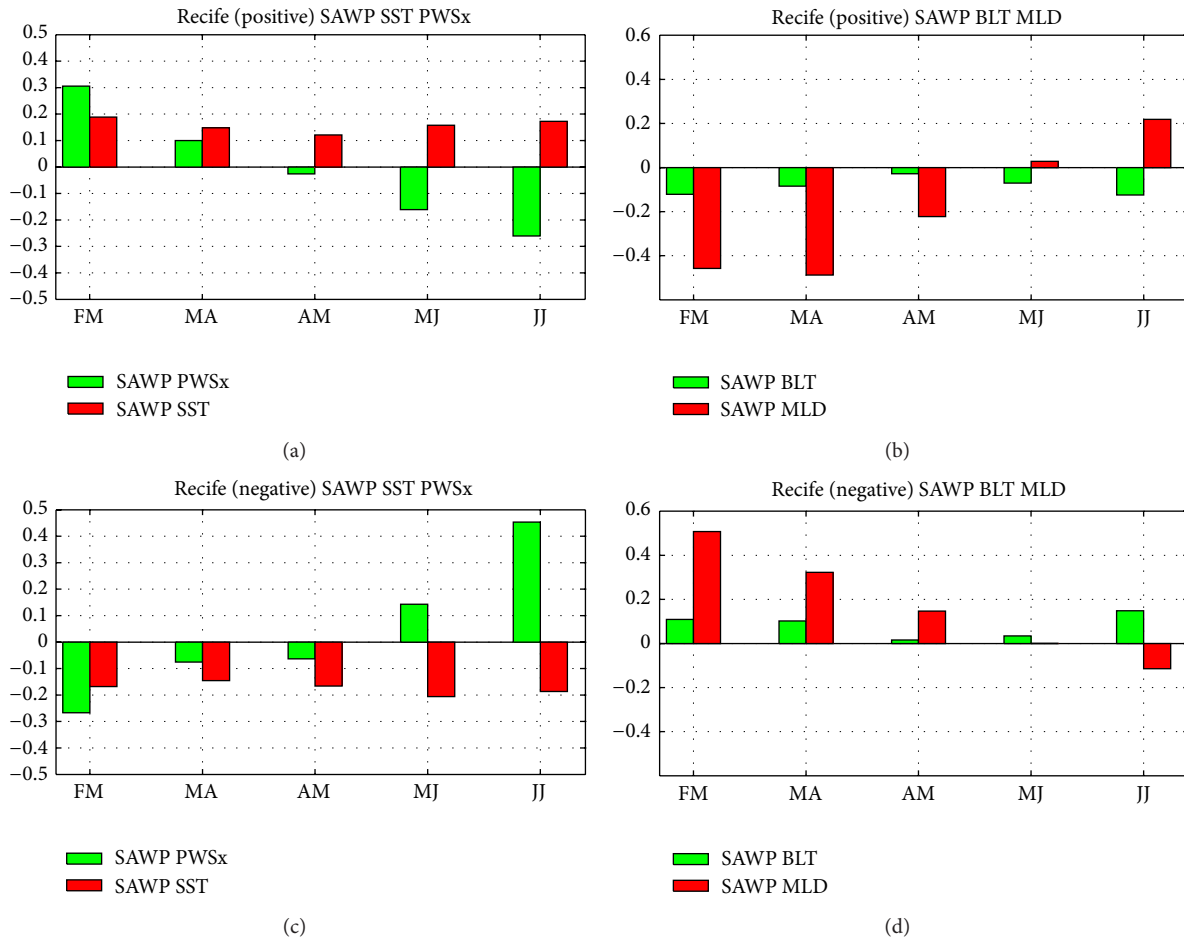 Recife (positive) SAWP SST PWSx
0.5
0.4
0.3
0.2
0.1
0
−0.1
−0.2
−0.3
−0.4
−0.5
FM MA AM MJ JJ
SAWP PWSx
SAWP SST
(a)
Recife (positive) SAWP BLT MLD
0.6
0.4
0.2
0
−0.2
−0.4
FM MA AM MJ JJ
SAWP BLT
SAWP MLD
(b)
Recife (negative) SAWP SST PWSx
0.5
0.4
0.3
0.2
0.1
0
−0.1
−0.2
−0.3
−0.4
−0.5
FM MA AM MJ JJ
SAWP PWSx
SAWP SST
(c)
Recife (negative) SAWP BLT MLD
0.6
0.4
0.2
0
−0.2
−0.4
FM MA AM MJ JJ
SAWP BLT
SAWP MLD
(d)